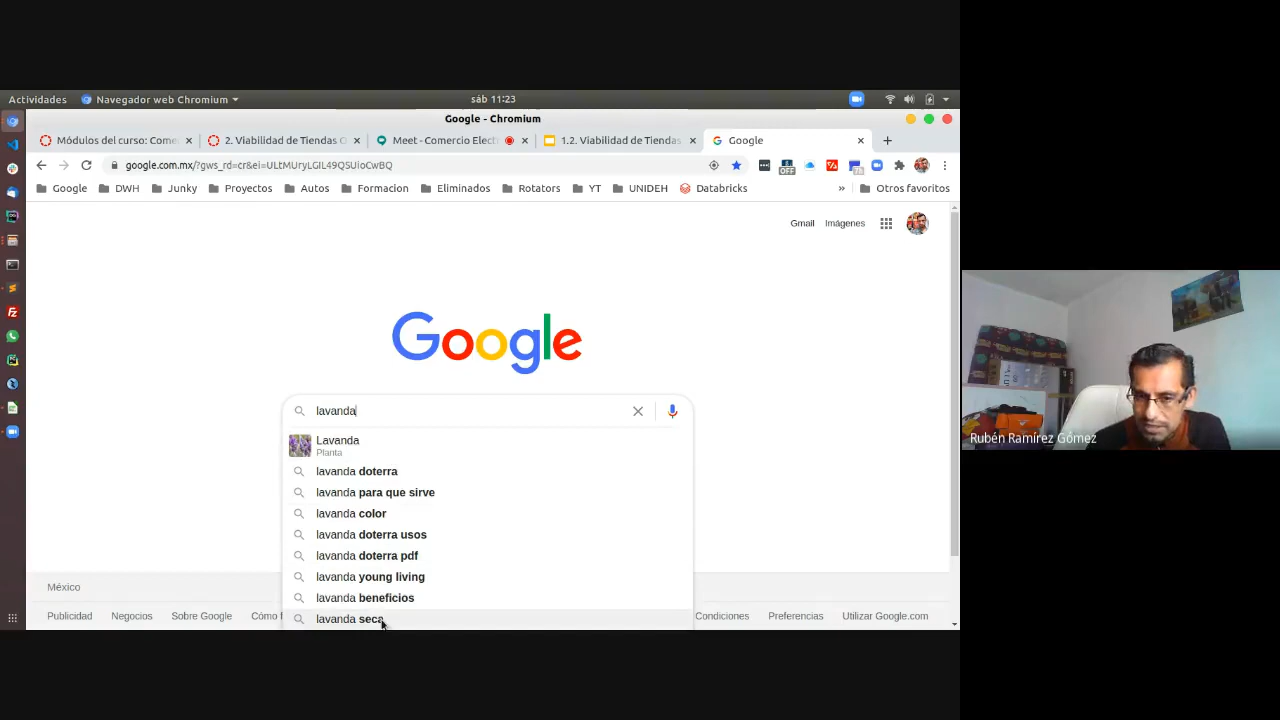 Actividades
Navegador web Chromium
sáb 11:23
Google - Chromium
Módulos del curso: Come
2. Viabilidad de Tiendas O
Meet - Comercio Elect
1.2. Viabilidad de Tiendas
Google
google.com.mx/?gws_rd=cr&ei=ULtMUryLGIL49QSUioCwBQ
OFF
Google
DWH
Junky
Proyectos
Autos
Formacion
Eliminados
Rotators
YT
UNIDEH
Databricks
»
Otros favoritos
Gmail
Imágenes
Google
lavanda
Lavanda
Planta
lavanda doterra
lavanda para que sirve
lavanda color
lavanda doterra usos
lavanda doterra pdf
lavanda young living
lavanda beneficios
lavanda seca
México
Publicidad
Negocios
Sobre Google
Cómo f
Condiciones
Preferencias
Utilizar Google.com
Rubén Ramírez Gómez